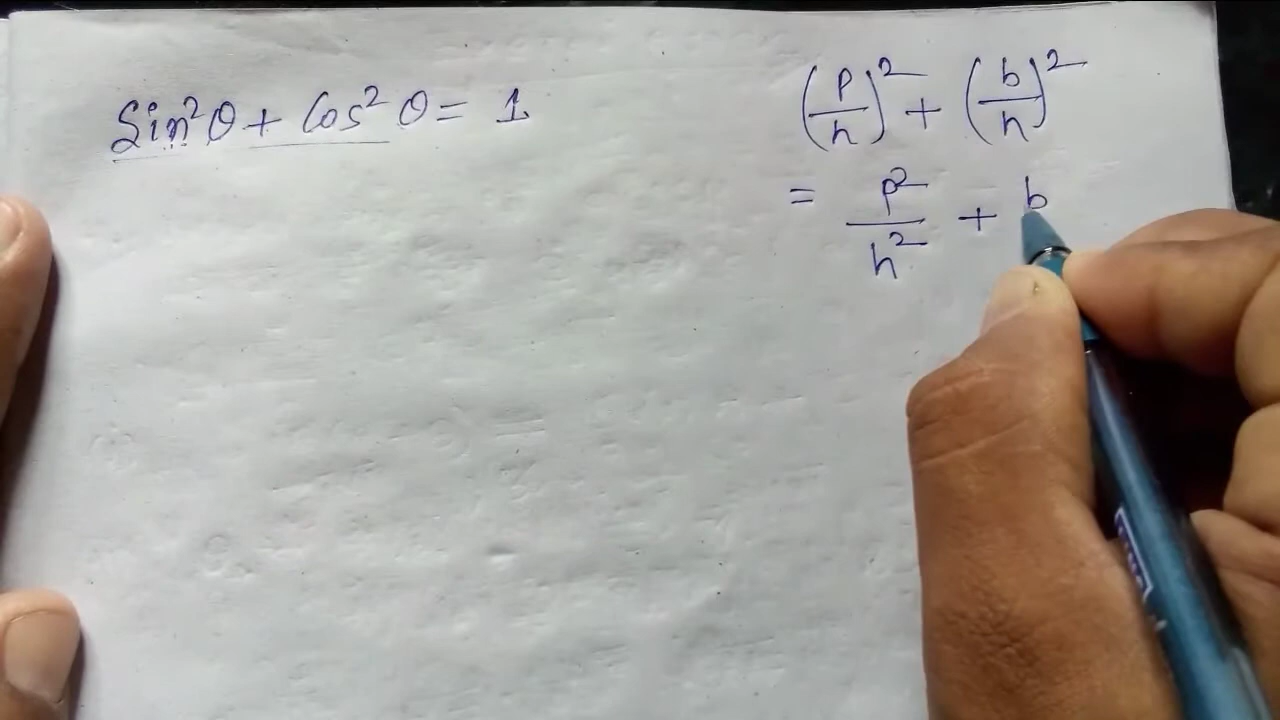 Sin²θ + Cos²θ = 1
(p/h)² + (b/h)²
= p²/h² + b